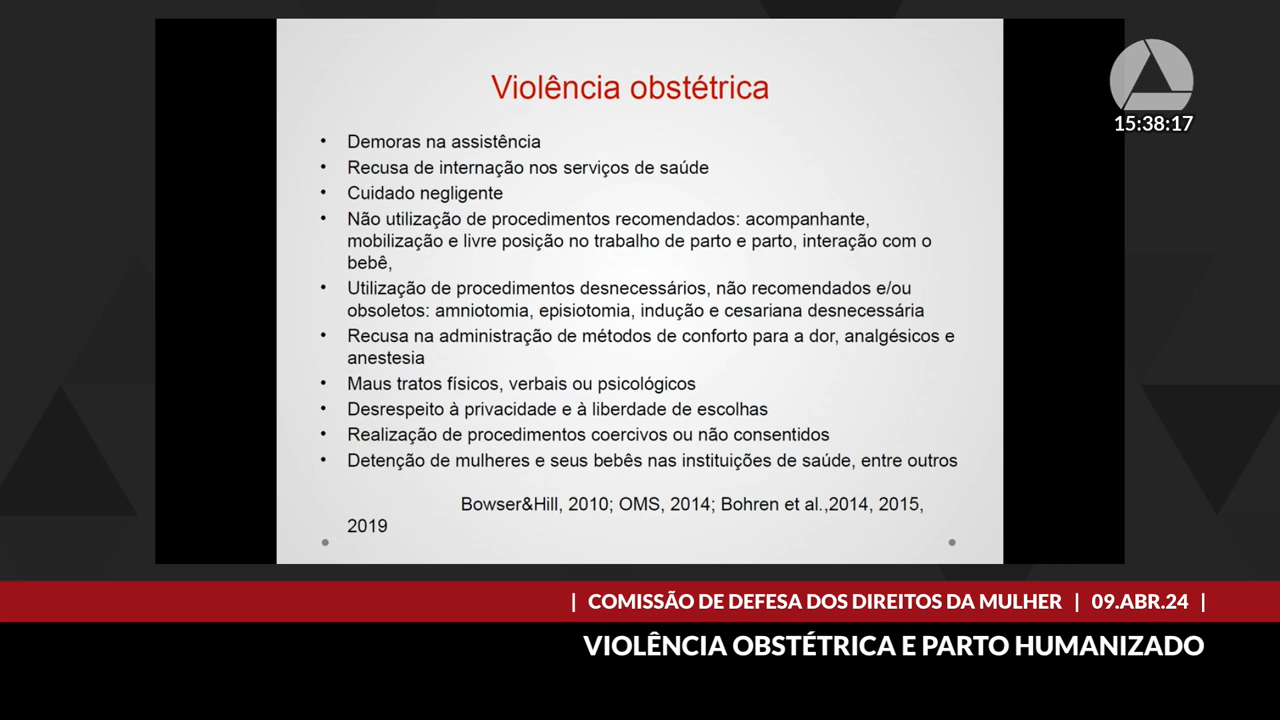 Violência obstétrica
15:38:17
• Demoras na assistência
• Recusa de internação nos serviços de saúde
• Cuidado negligente
• Não utilização de procedimentos recomendados: acompanhante,
mobilização e livre posição no trabalho de parto e parto, interação com o
bebê,
• Utilização de procedimentos desnecessários, não recomendados e/ou
obsoletos: amniotomia, episiotomia, indução e cesariana desnecessária
• Recusa na administração de métodos de conforto para a dor, analgésicos e
anestesia
• Maus tratos físicos, verbais ou psicológicos
• Desrespeito à privacidade e à liberdade de escolhas
• Realização de procedimentos coercivos ou não consentidos
• Detenção de mulheres e seus bebês nas instituições de saúde, entre outros
Bowser&Hill, 2010; OMS, 2014; Bohren et al.,2014, 2015,
2019
| COMISSÃO DE DEFESA DOS DIREITOS DA MULHER | 09.ABR.24 |
VIOLÊNCIA OBSTÉTRICA E PARTO HUMANIZADO